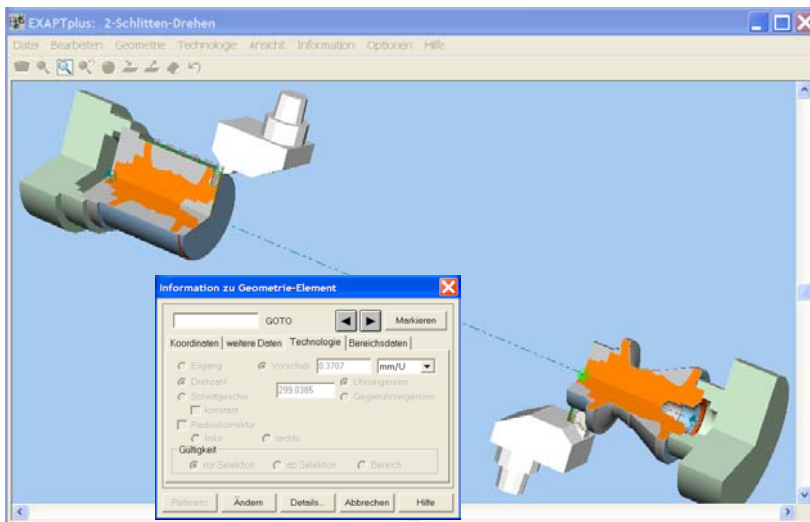 EXAPTplus: 2-Schlitten-Drehen
Datei Bearbeiten Geometrie Technologie Ansicht Information Optionen Hilfe
Information zu Geometrie-Element
GOTO Markieren
Koordinaten weitere Daten Technologie Bereichsdaten
Eilgang Vorschub 0.3707 mm/U
Drehzahl 299.0385 Uhrzeigersinn
Schnittgeschw. Gegenuhrzeigersinn
konstant
Radiuskorrektur
links rechts
Gültigkeit
nur Selektion ab Selektion Bereich
Referenz Ändern Details... Abbrechen Hilfe